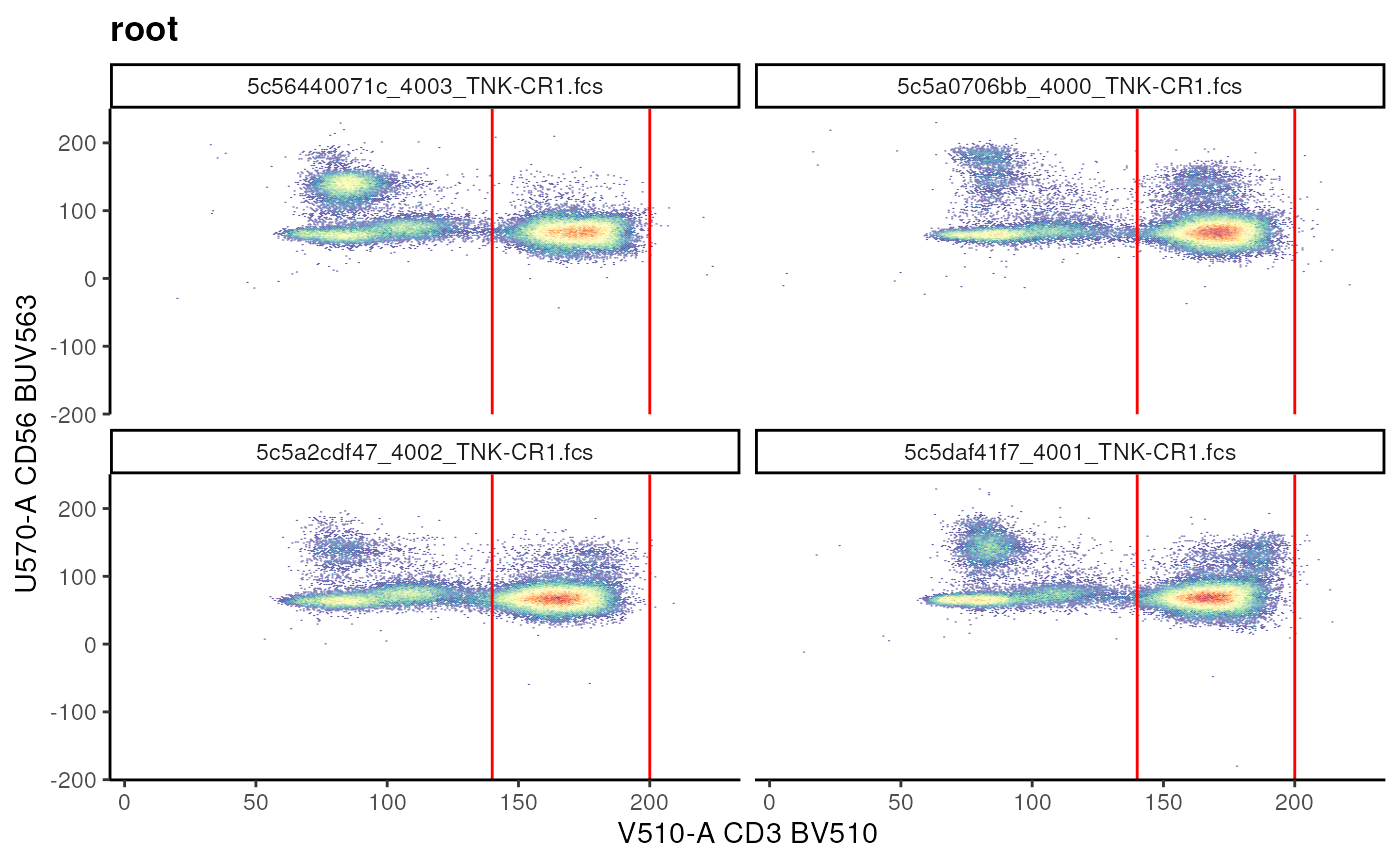 root
5c56440071c_4003_TNK-CR1.fcs
5c5a0706bb_4000_TNK-CR1.fcs
200
100
0
-100
-200
5c5a2cdf47_4002_TNK-CR1.fcs
5c5daf41f7_4001_TNK-CR1.fcs
200
100
0
-100
-200
U570-A CD56 BUV563
0 50 100 150 200
0 50 100 150 200
V510-A CD3 BV510